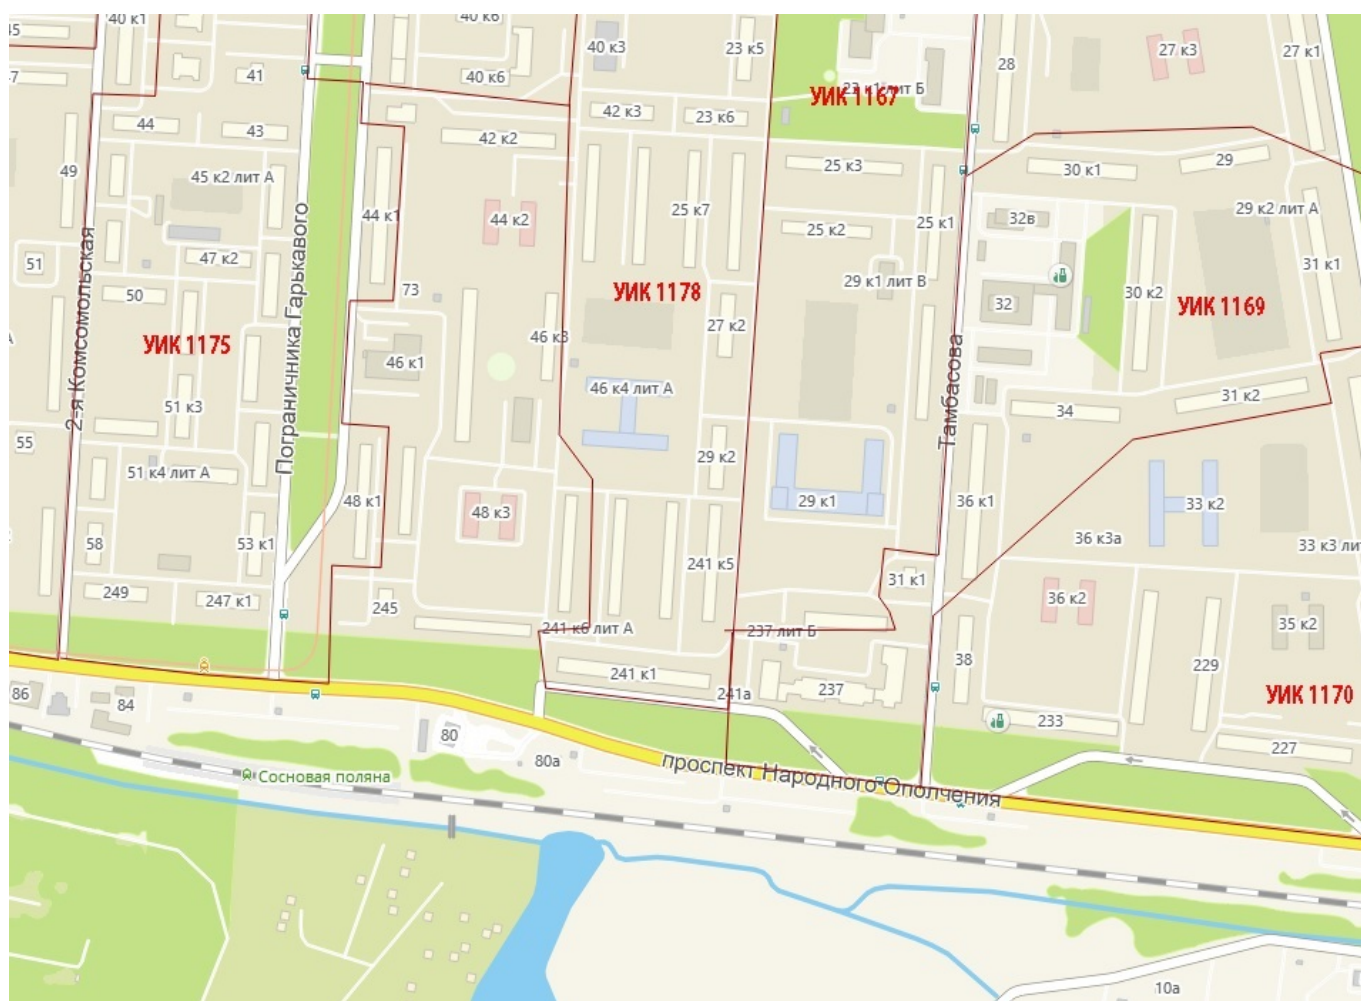 45
40 к1
40 к6
40 к3
23 к5
28
27 к3
27 к1
47
41
40 к6
23 к1 лит Б
УИК 1167
44
43
42 к2
42 к3
23 к6
49
45 к2 лит А
25 к3
30 к1
29
44 к1
44 к2
25 к7
25 к2
25 к1
32в
29 к2 лит А
51
47 к2
2-я Комсомольская
Пограничника Гарькавого
50
73
УИК 1178
29 к1 лит В
32
30 к2
УИК 1169
31 к1
УИК 1175
46 к3
27 к2
46 к1
46 к4 лит А
Тамбасова
51 к3
34
31 к2
55
51 к4 лит А
29 к2
48 к1
48 к3
29 к1
36 к1
33 к2
58
53 к1
36 к3а
33 к3 ли
241 к5
31 к1
249
247 к1
245
36 к2
35 к2
241 к6 лит А
237 лит Б
38
229
241 к1
86
84
241а
237
УИК 1170
80
233
227
80а
Сосновая поляна
проспект Народного Ополчения
10а